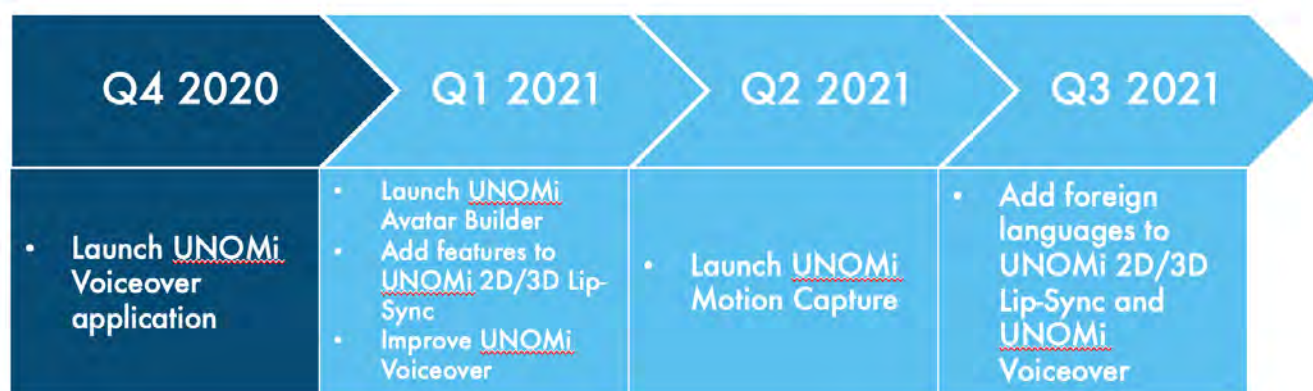 Q4 2020
Q1 2021
Q2 2021
Q3 2021
• Launch UNOMi
Voiceover
application
• Launch UNOMi
Avatar Builder
• Add features to
UNOMi 2D/3D Lip-
Sync
• Improve UNOMi
Voiceover
• Launch UNOMi
Motion Capture
• Add foreign
languages to
UNOMi 2D/3D
Lip-Sync and
UNOMi
Voiceover